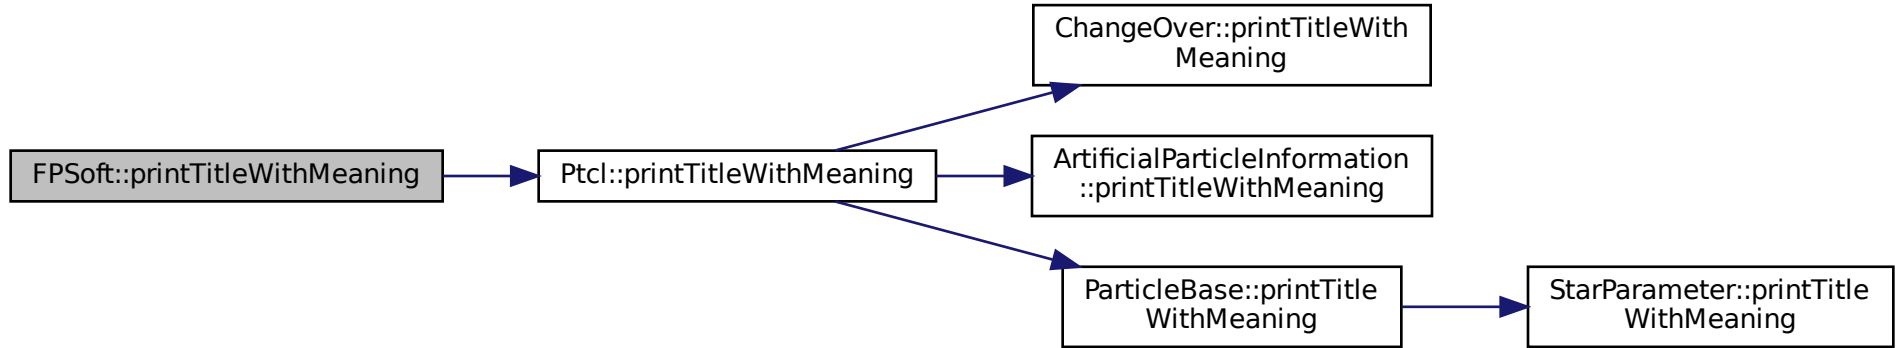 FPSoft::printTitleWithMeaning
Ptcl::printTitleWithMeaning
ChangeOver::printTitleWith
Meaning
ArtificialParticleInformation
::printTitleWithMeaning
ParticleBase::printTitle
WithMeaning
StarParameter::printTitle
WithMeaning